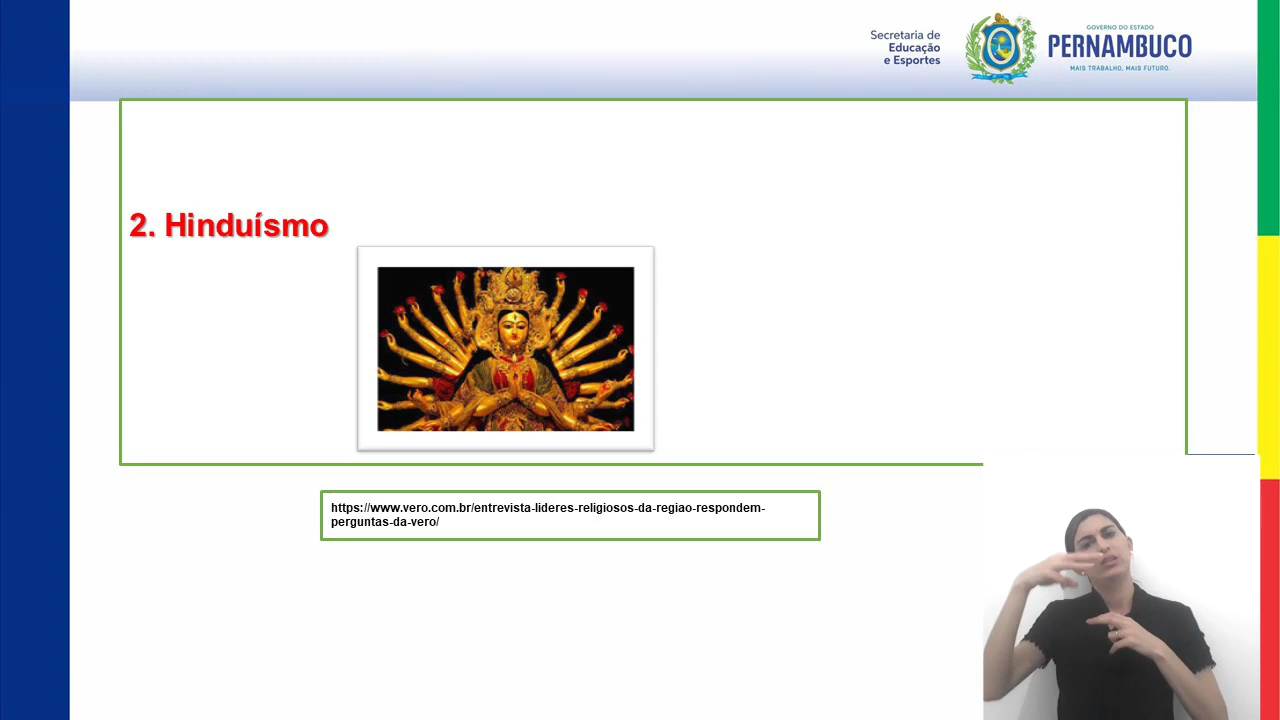 Secretaria de
Educação
e Esportes
GOVERNO DO ESTADO
PERNAMBUCO
MAIS TRABALHO, MAIS FUTURO.
2. Hinduísmo
https://www.vero.com.br/entrevista-lideres-religiosos-da-regiao-respondem-
perguntas-da-vero/